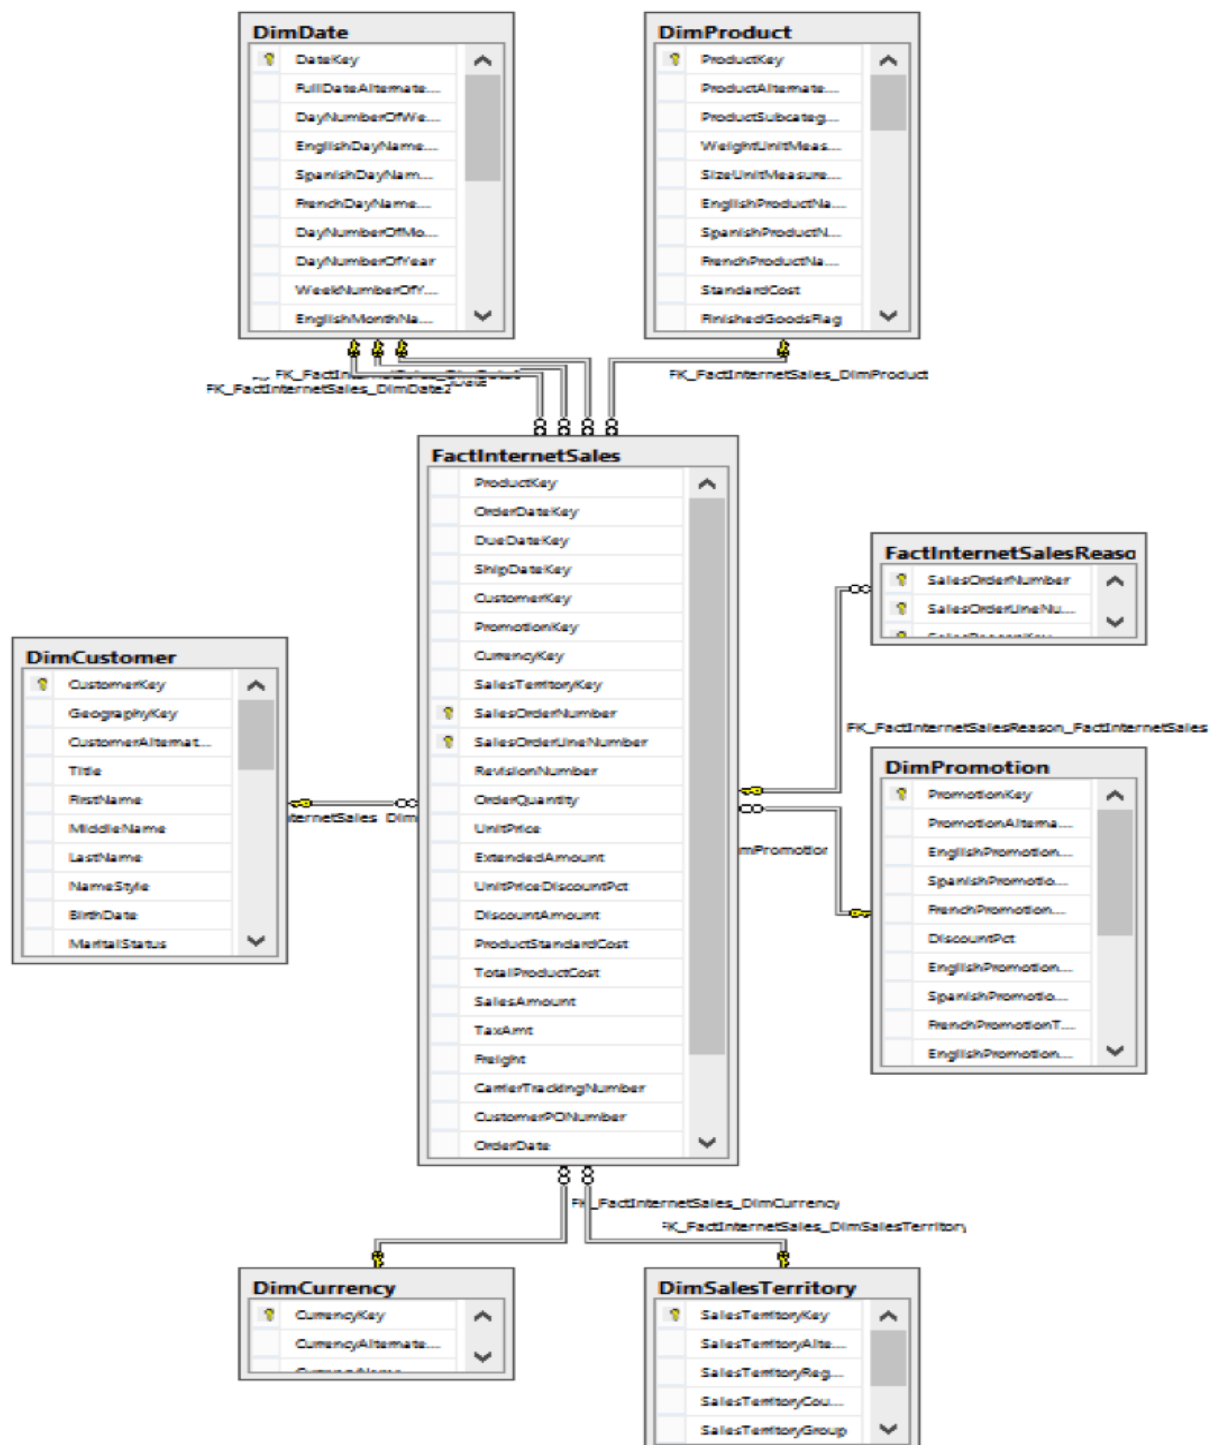 DimDate
DateKey
FullDateAlternate...
DayNumberOfWe...
EnglishDayName...
SpanishDayNam...
FrenchDayName...
DayNumberOfMo...
DayNumberOfYear
WeekNumberOfY...
EnglishMonthNa...
DimProduct
ProductKey
ProductAlternate...
ProductSubcateg...
WeightUnitMeas...
SizeUnitMeasure...
EnglishProductNa...
SpanishProductN...
FrenchProductNa...
StandardCost
FinishedGoodsFlag
FK_FactInternetSales_DimDate2
FK_FactInternetSales_DimProduct
FactInternetSales
ProductKey
OrderDateKey
DueDateKey
ShipDateKey
CustomerKey
PromotionKey
CurrencyKey
SalesTerritoryKey
SalesOrderNumber
SalesOrderLineNumber
RevisionNumber
OrderQuantity
UnitPrice
ExtendedAmount
UnitPriceDiscountPct
DiscountAmount
ProductStandardCost
TotalProductCost
SalesAmount
TaxAmt
Freight
CarrierTrackingNumber
CustomerPONumber
OrderDate
FactInternetSalesReaso
SalesOrderNumber
SalesOrderLineNu...
SalesReasonKey
FK_FactInternetSalesReason_FactInternetSales
DimCustomer
CustomerKey
GeographyKey
CustomerAlternat...
Title
FirstName
MiddleName
LastName
NameStyle
BirthDate
MaritalStatus
nternetSales_Dim
DimPromotion
PromotionKey
PromotionAlterna...
EnglishPromotion...
SpanishPromotio...
FrenchPromotion...
DiscountPct
EnglishPromotion...
SpanishPromotio...
FrenchPromotionT...
EnglishPromotion...
mPromotion
FK_FactInternetSales_DimCurrency
FK_FactInternetSales_DimSalesTerritory
DimCurrency
CurrencyKey
CurrencyAlternate...
CurrencyName
DimSalesTerritory
SalesTerritoryKey
SalesTerritoryAlte...
SalesTerritoryReg...
SalesTerritoryCou...
SalesTerritoryGroup